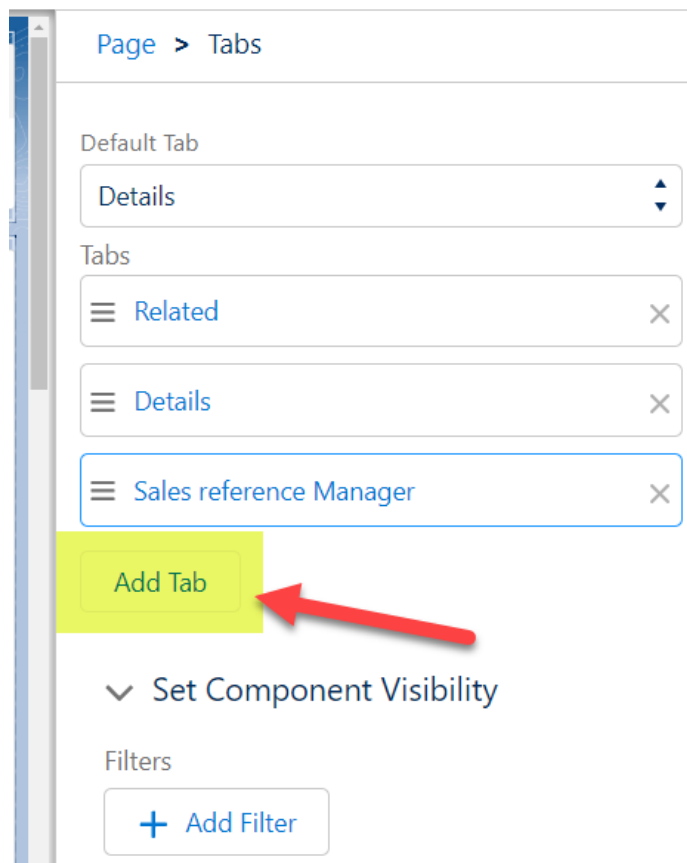 Page > Tabs
Default Tab
Details
Tabs
Related
Details
Sales reference Manager
Add Tab
Set Component Visibility
Filters
+ Add Filter